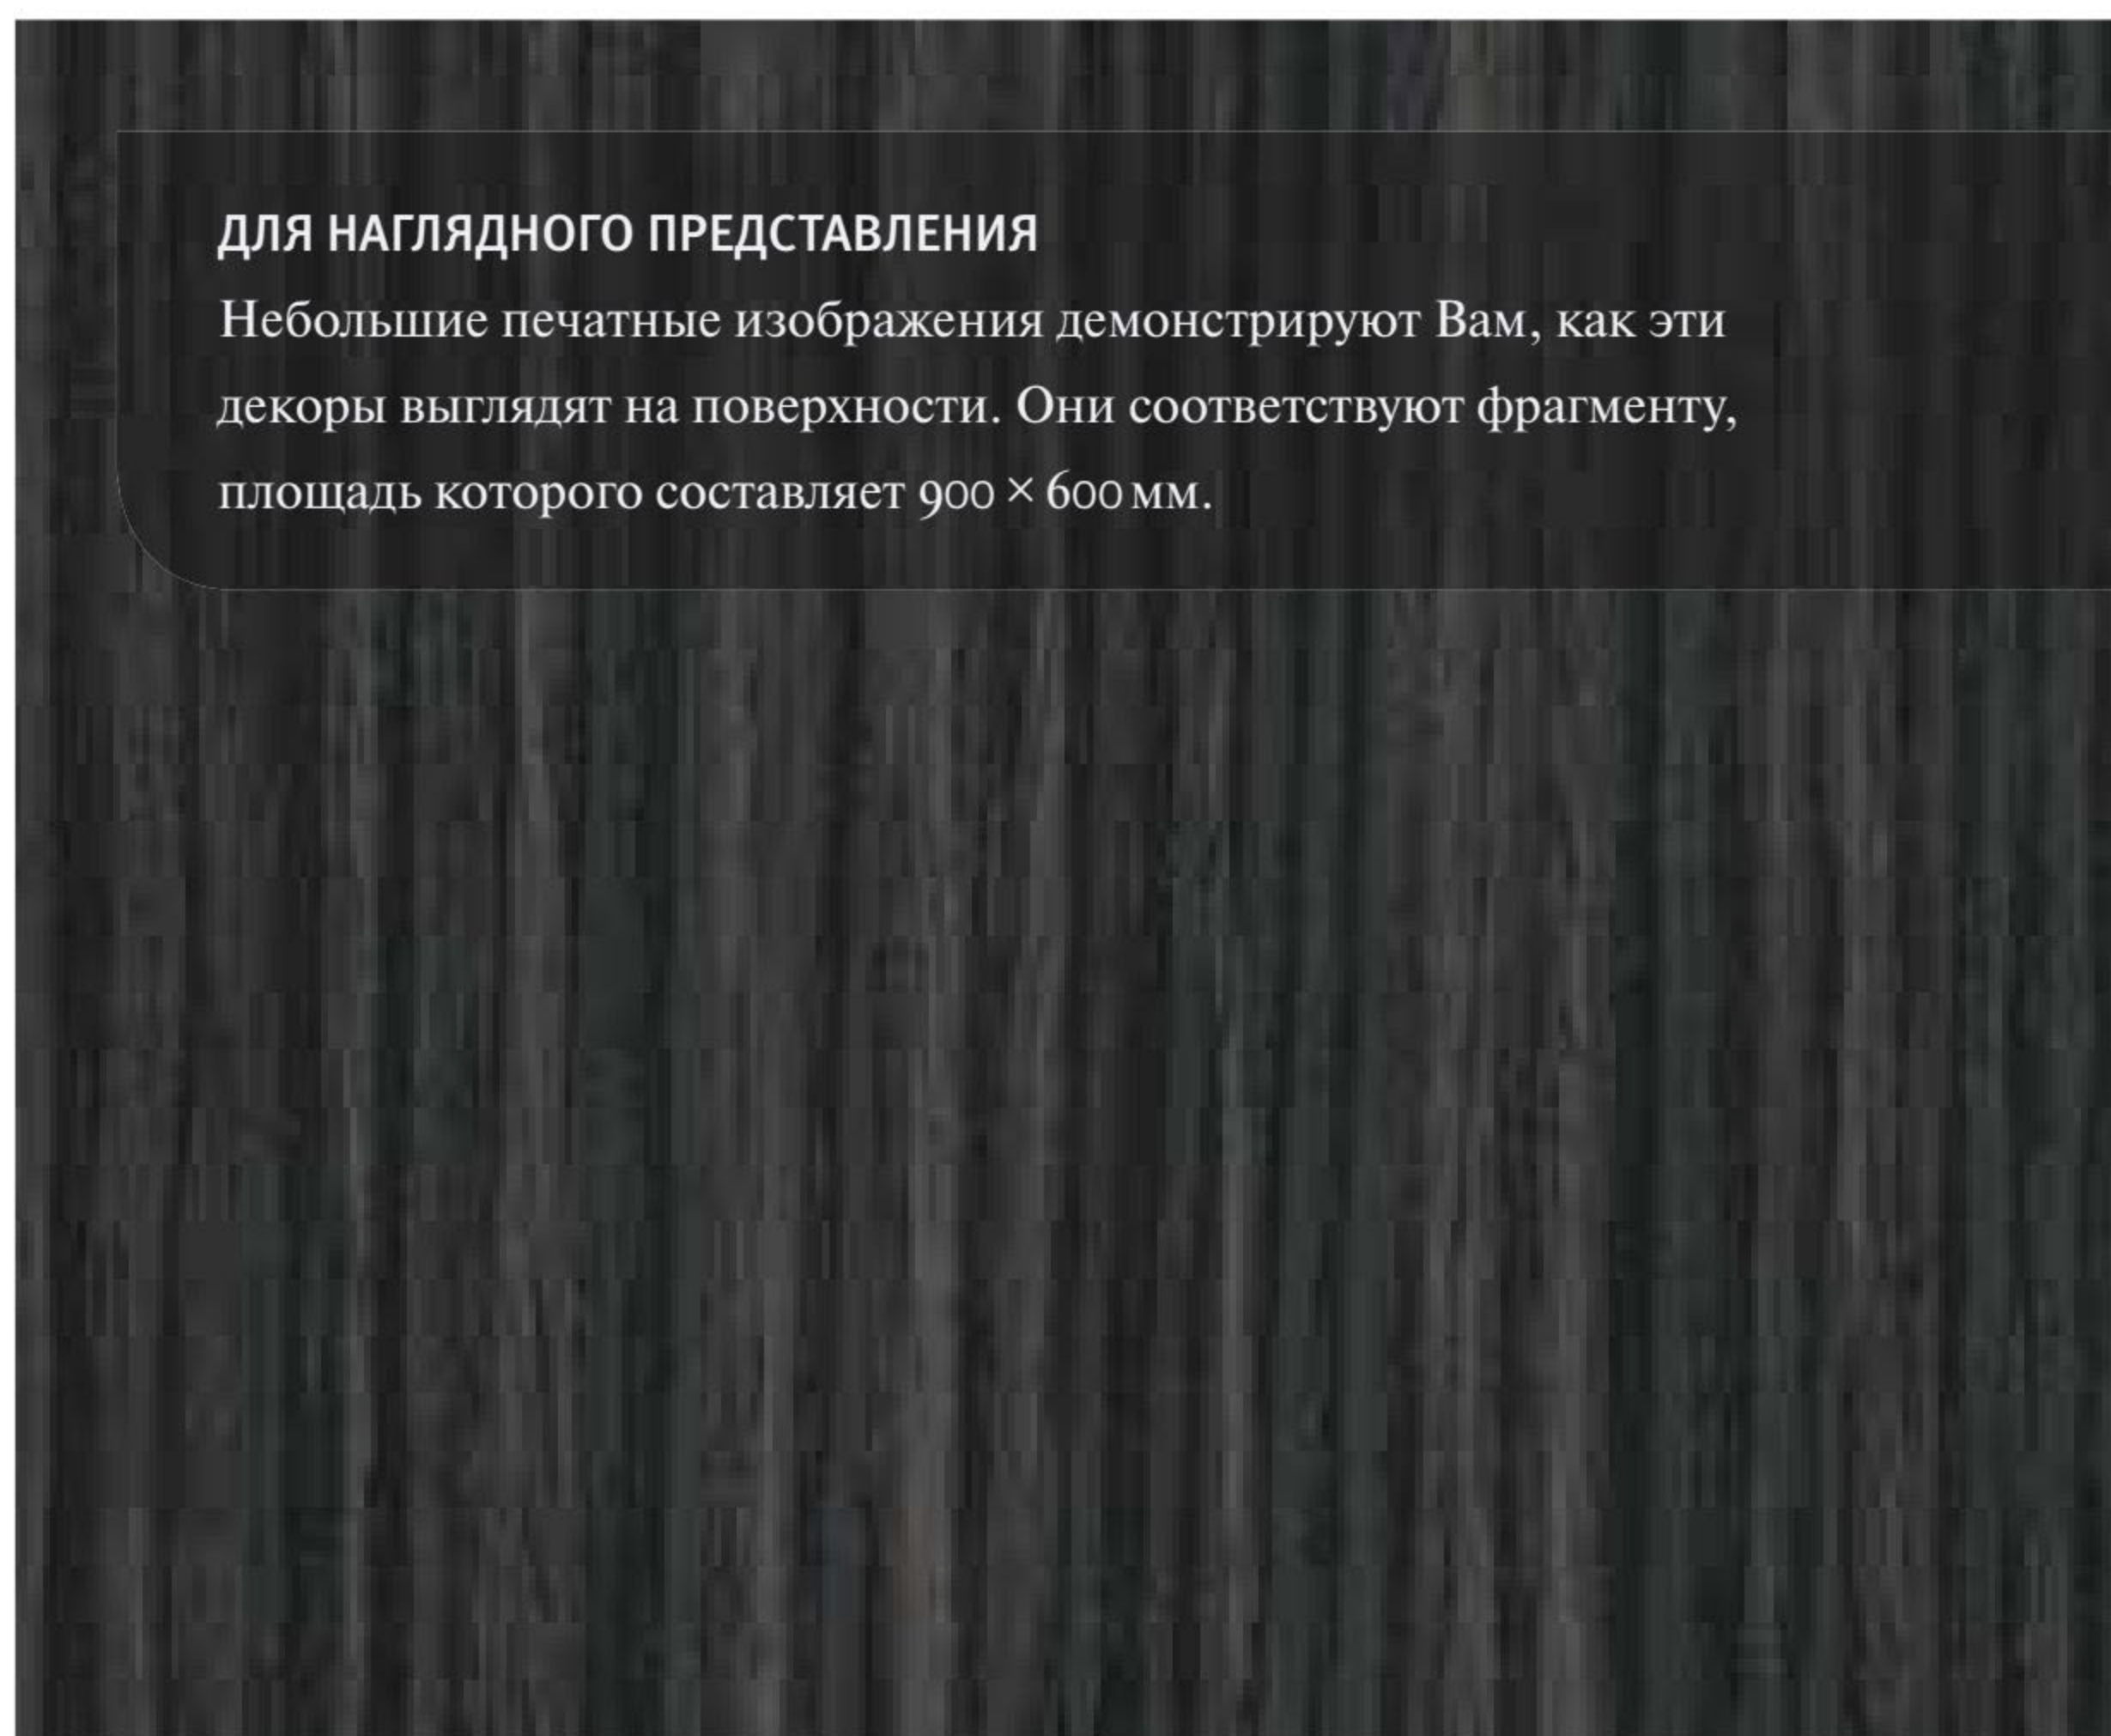 ДЛЯ НАГЛЯДНОГО ПРЕДСТАВЛЕНИЯ
Небольшие печатные изображения демонстрируют Вам, как эти
декоры выглядят на поверхности. Они соответствуют фрагменту,
площадь которого составляет 900 × 600 мм.